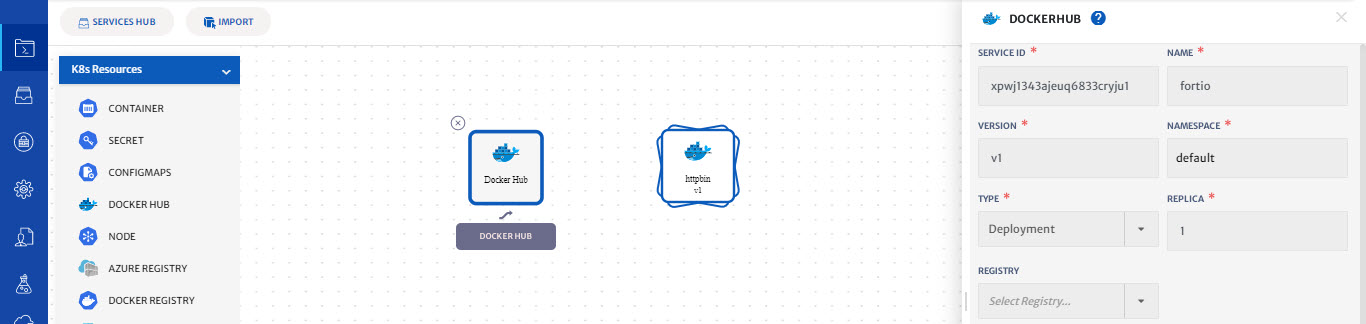 SERVICES HUB
IMPORT
K8s Resources
CONTAINER
SECRET
CONFIGMAPS
DOCKER HUB
NODE
AZURE REGISTRY
DOCKER REGISTRY
Docker Hub
DOCKER HUB
httpbin
v1
DOCKERHUB ?
SERVICE ID * NAME *
xpwj1343ajeuq6833cryju1 fortio
VERSION * NAMESPACE *
v1 default
TYPE * REPLICA *
Deployment 1
REGISTRY
Select Registry...